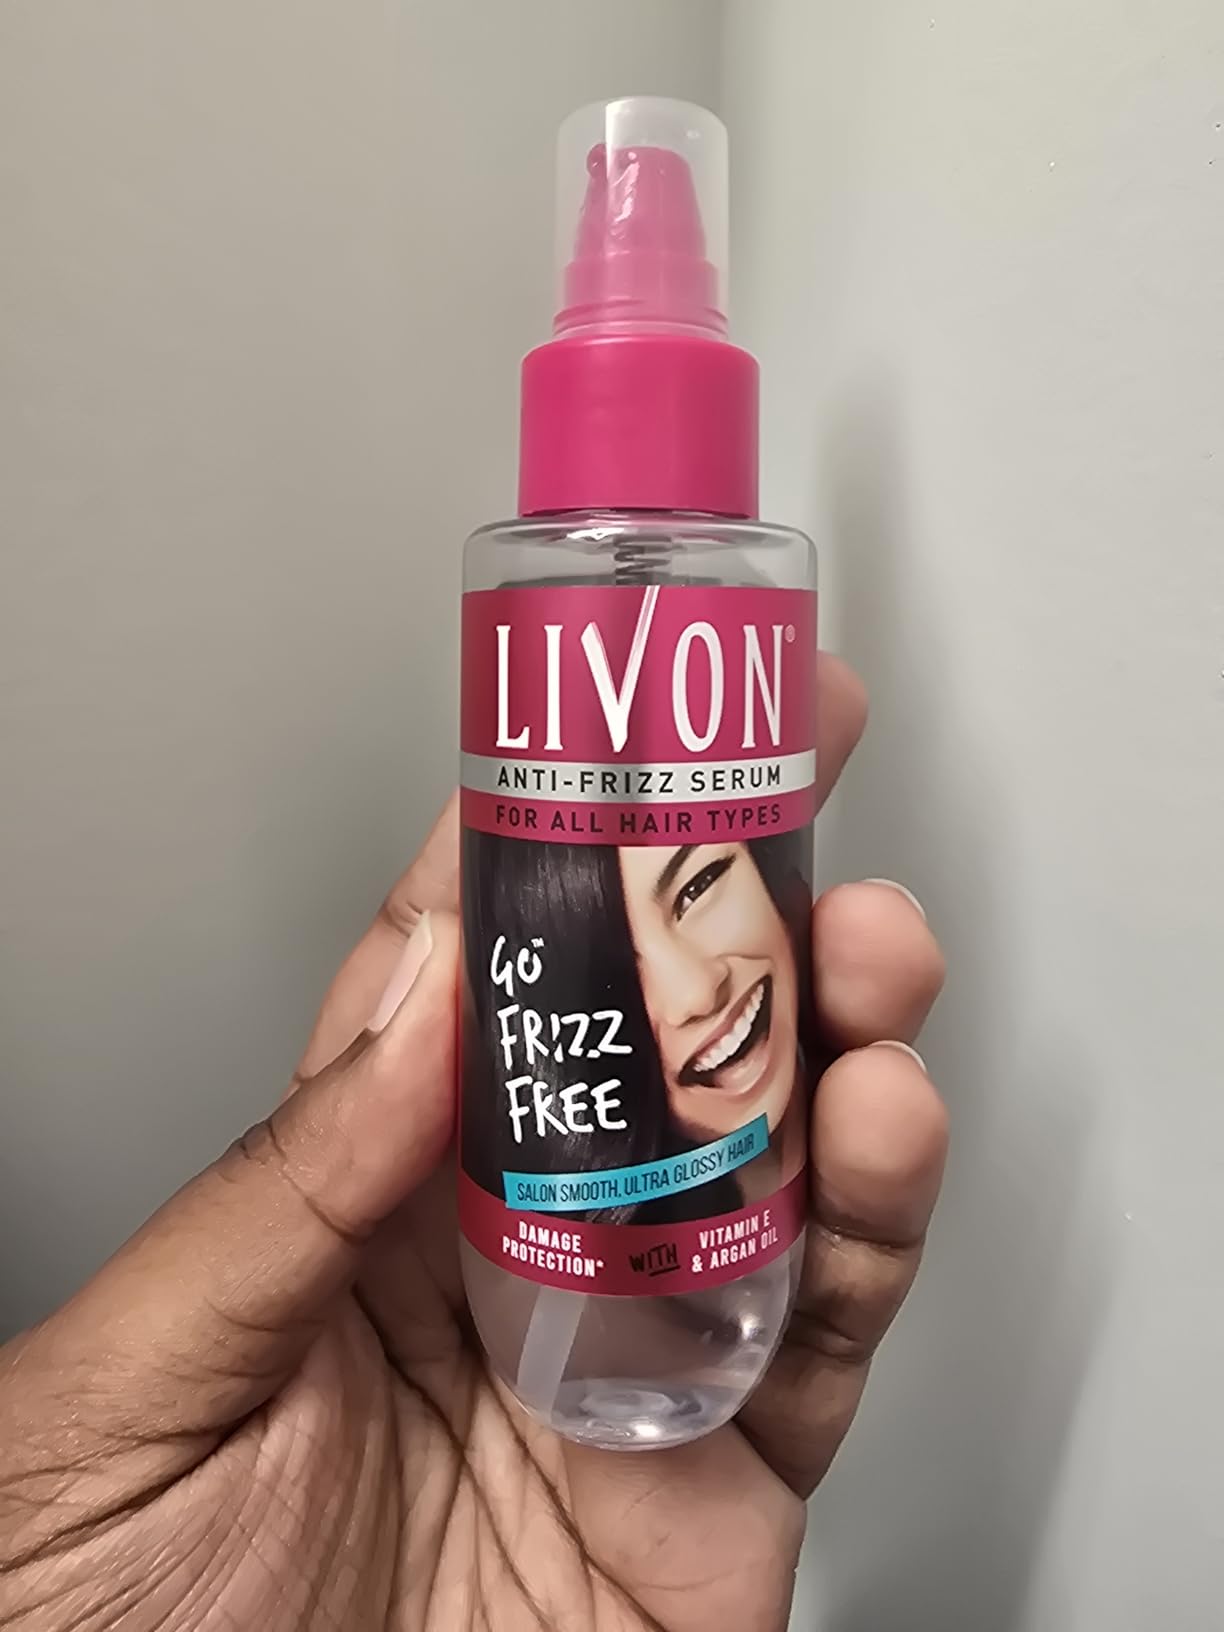 LIVON®
ANTI-FRIZZ SERUM
FOR ALL HAIR TYPES
Go™
FRIZZ
FREE
SALON SMOOTH, ULTRA GLOSSY HAIR
DAMAGE
PROTECTION*
WITH
VITAMIN E
& ARGAN OIL